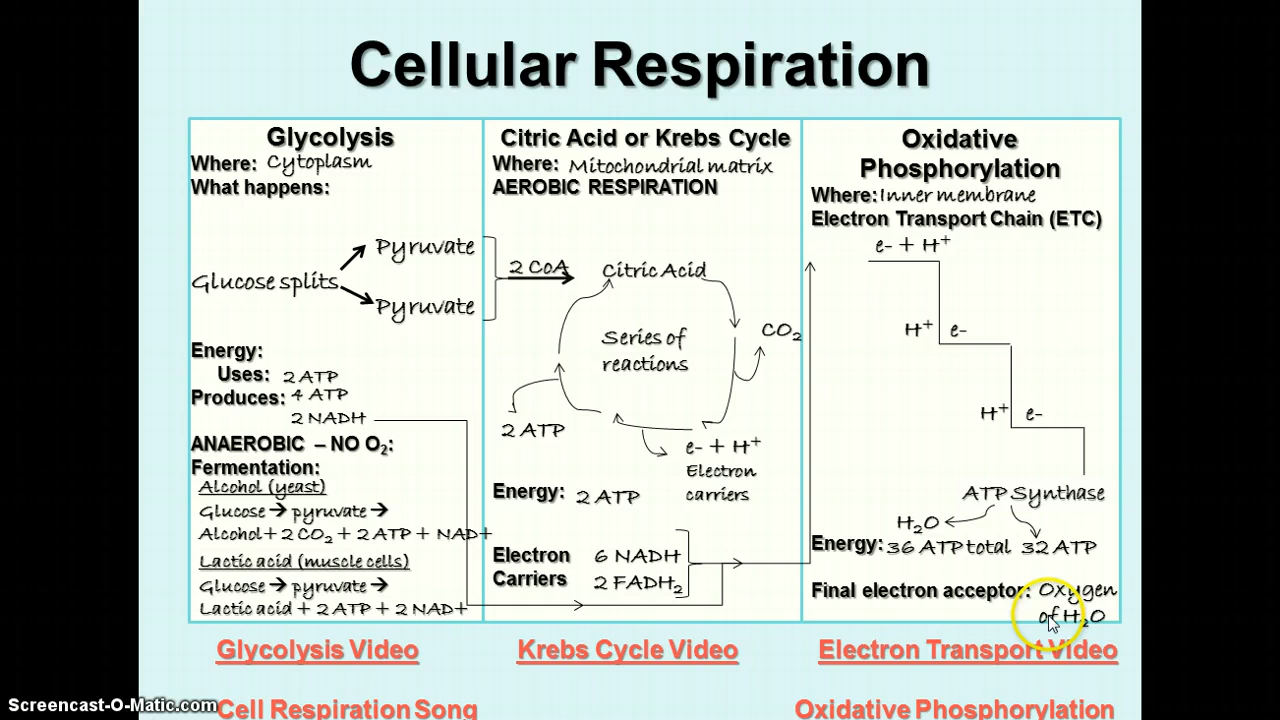 Cellular Respiration
Glycolysis
Where: Cytoplasm
What happens:
Glucose splits
Pyruvate
Pyruvate
Energy:
Uses: 2 ATP
Produces: 4 ATP
2 NADH
ANAEROBIC – NO O₂:
Fermentation:
Alcohol (yeast)
Glucose → pyruvate →
Alcohol + 2 CO₂ + 2 ATP + NAD+
Lactic acid (muscle cells)
Glucose → pyruvate →
Lactic acid + 2 ATP + 2 NAD+
Citric Acid or Krebs Cycle
Where: Mitochondrial matrix
AEROBIC RESPIRATION
2 CoA
Citric Acid
Series of
reactions
CO₂
2 ATP
e- + H⁺
Electron
carriers
Energy: 2 ATP
Electron
Carriers
6 NADH
2 FADH₂
Oxidative
Phosphorylation
Where: Inner membrane
Electron Transport Chain (ETC)
e- + H⁺
H⁺ e-
H⁺ e-
ATP Synthase
H₂O
Energy: 36 ATP total 32 ATP
Final electron acceptor: Oxygen
of H₂O
Glycolysis Video
Krebs Cycle Video
Electron Transport Video
Cell Respiration Song
Oxidative Phosphorylation
Screencast-O-Matic.com